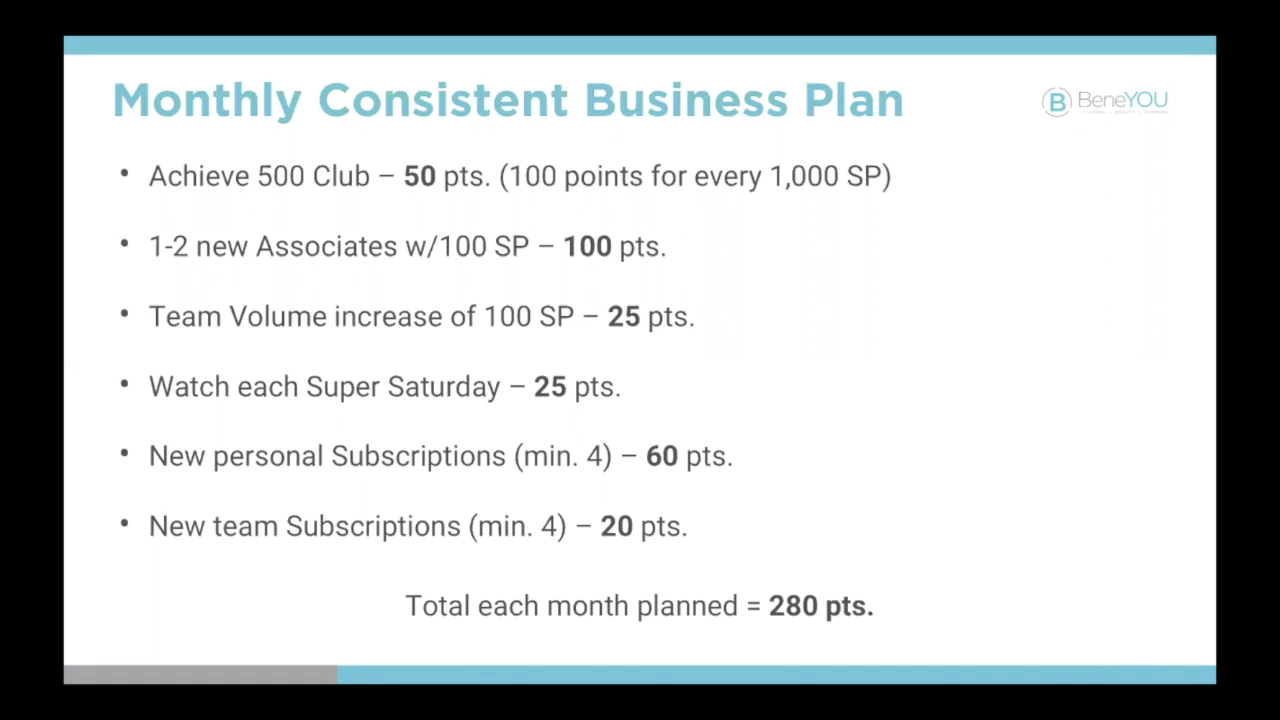 Monthly Consistent Business Plan
BeneYOU
• Achieve 500 Club – 50 pts. (100 points for every 1,000 SP)
• 1-2 new Associates w/100 SP – 100 pts.
• Team Volume increase of 100 SP – 25 pts.
• Watch each Super Saturday – 25 pts.
• New personal Subscriptions (min. 4) – 60 pts.
• New team Subscriptions (min. 4) – 20 pts.
Total each month planned = 280 pts.